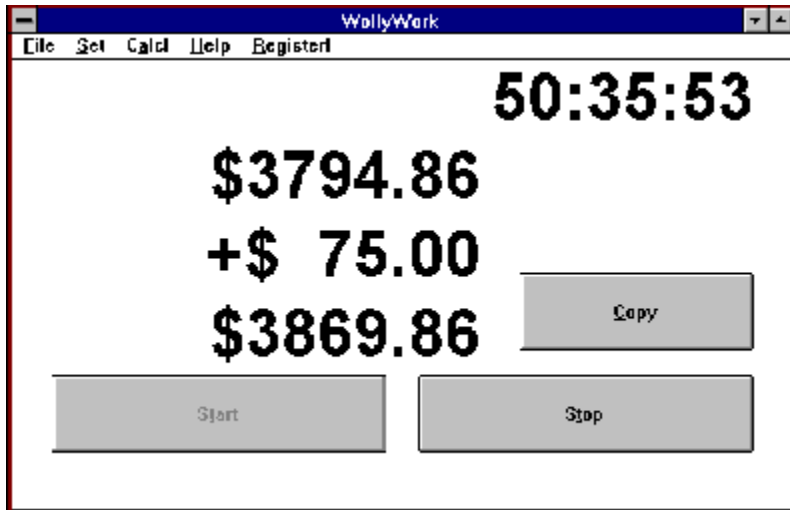 WollyWork
File Set Calc! Help Register!
50:35:53
$3794.86
+$ 75.00
$3869.86
Copy
Start Stop